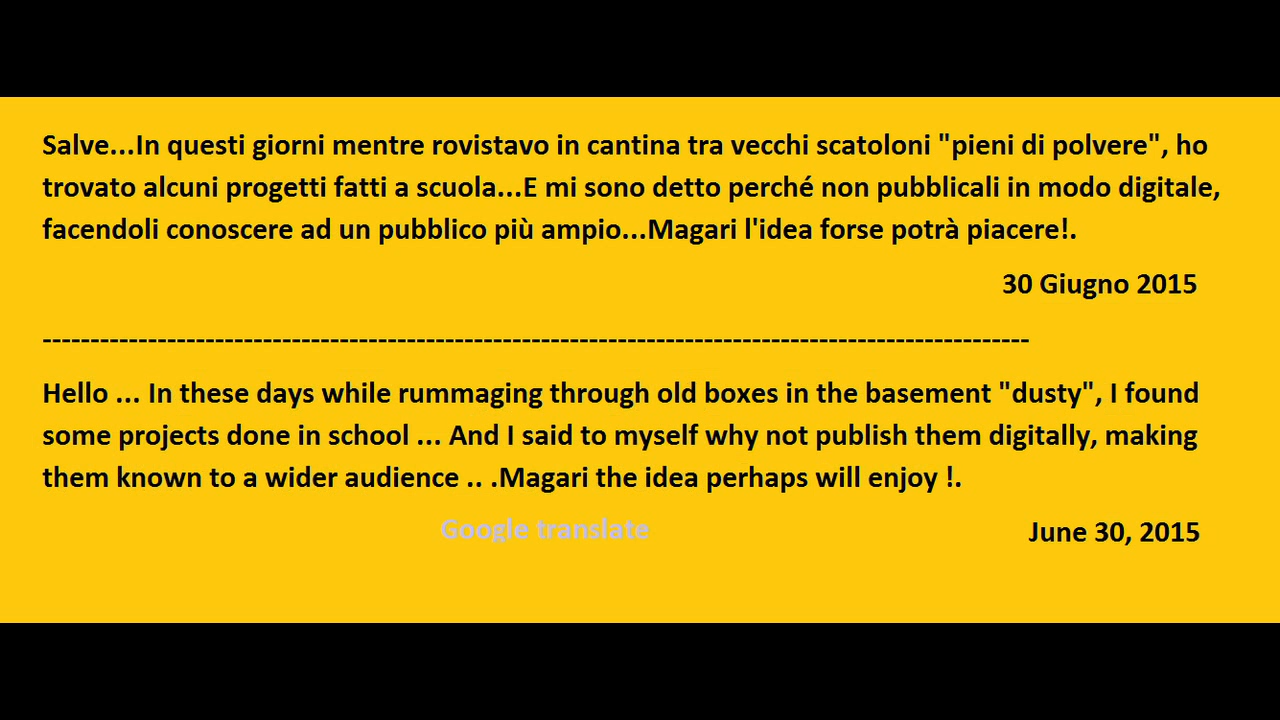 Salve...In questi giorni mentre rovistavo in cantina tra vecchi scatoloni "pieni di polvere", ho
trovato alcuni progetti fatti a scuola...E mi sono detto perché non pubblicali in modo digitale,
facendoli conoscere ad un pubblico più ampio...Magari l'idea forse potrà piacere!.
30 Giugno 2015
-------------------------------------------------------------------------------------------------------
Hello ... In these days while rummaging through old boxes in the basement "dusty", I found
some projects done in school ... And I said to myself why not publish them digitally, making
them known to a wider audience .. .Magari the idea perhaps will enjoy !.
Google translate
June 30, 2015